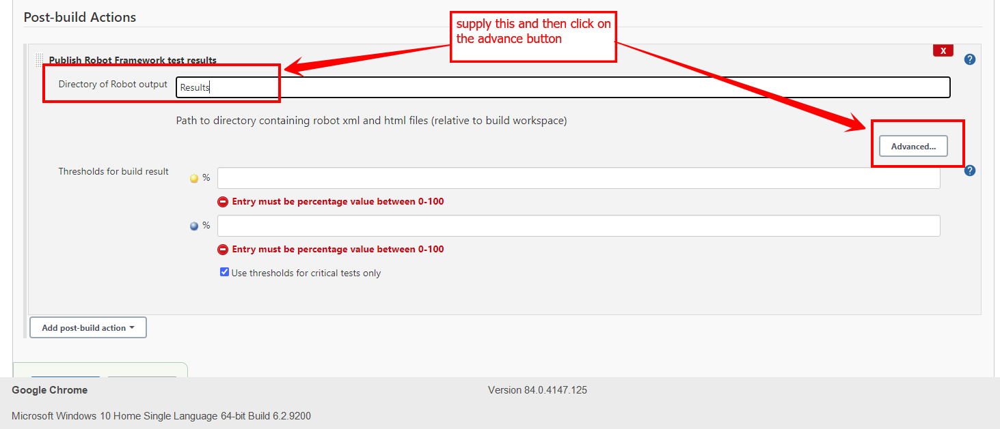 Post-build Actions
supply this and then click on
the advance button
X
?
Publish Robot Framework test results
Directory of Robot output
Results
Path to directory containing robot xml and html files (relative to build workspace)
Advanced...
Thresholds for build result
?
%
Entry must be percentage value between 0-100
%
Entry must be percentage value between 0-100
Use thresholds for critical tests only
Add post-build action
Google Chrome
Version 84.0.4147.125
Microsoft Windows 10 Home Single Language 64-bit Build 6.2.9200